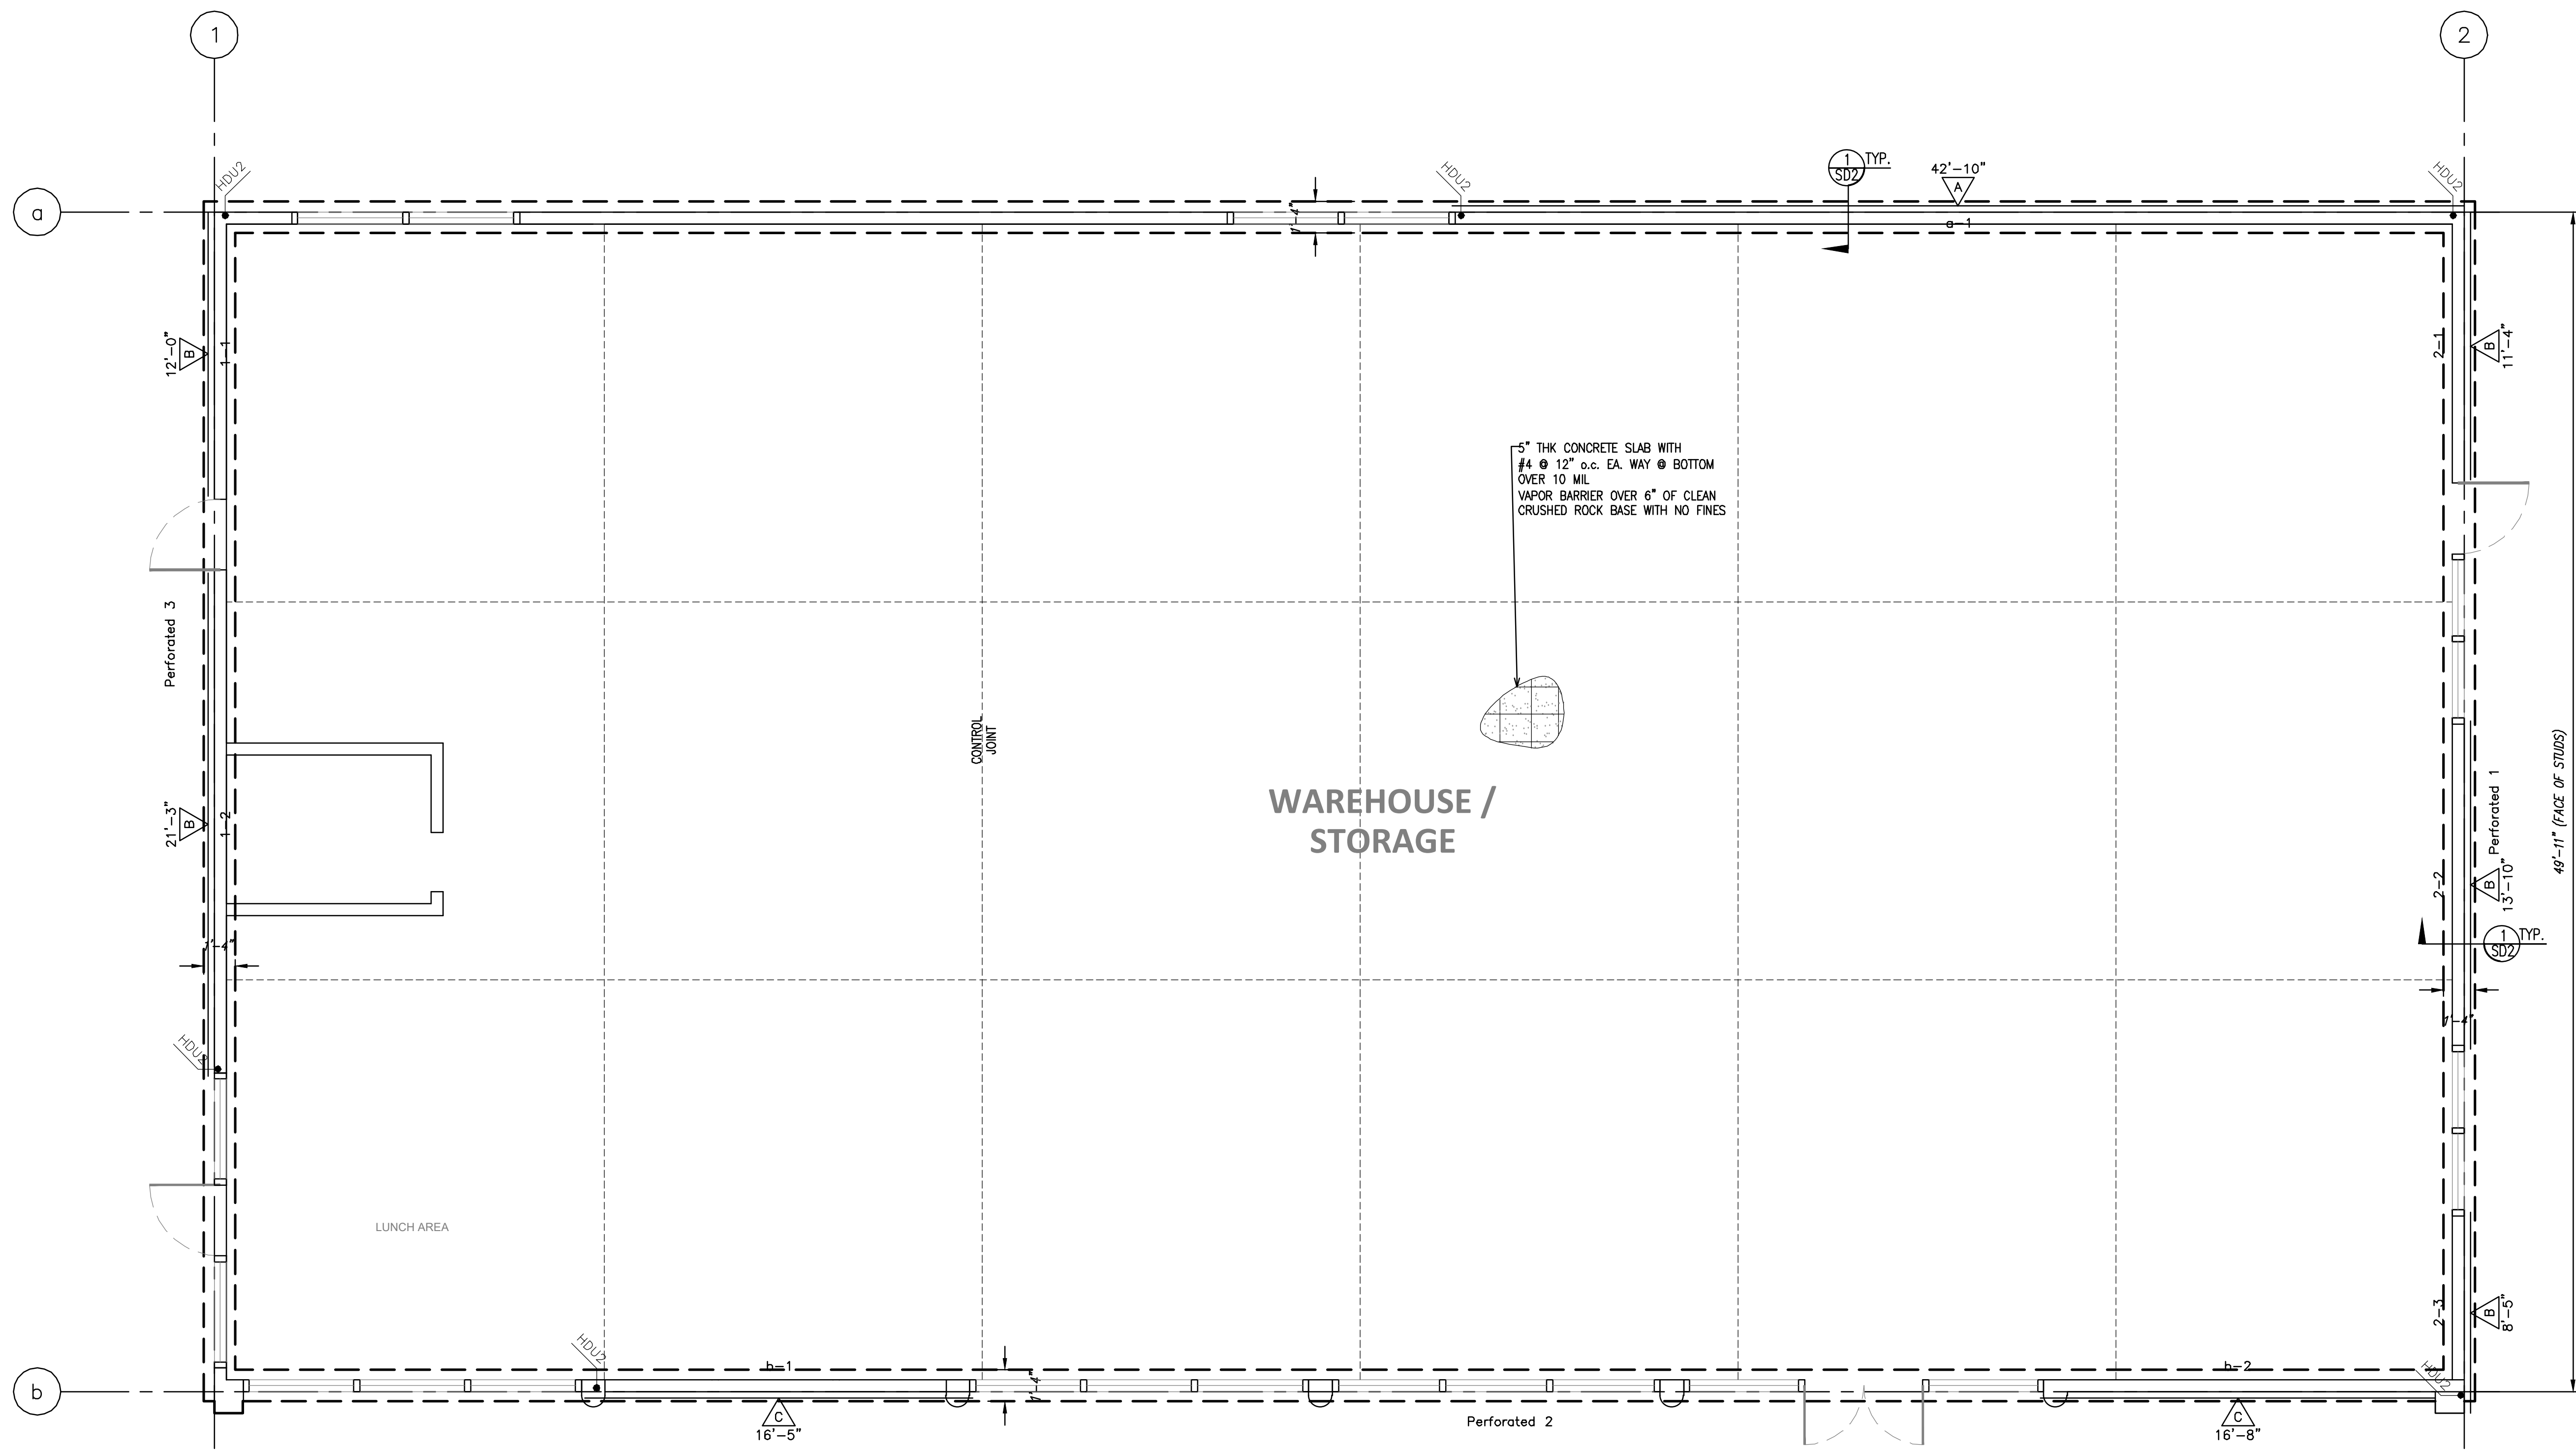 1
2
HDU2
HDU2
1 TYP.
SD2
42'-10"
A
HDU2
a
1'-4"
a-1
12'-0"
B
1-1
2-1
B
11'-4"
5" THK CONCRETE SLAB WITH
#4 @ 12" o.c. EA. WAY @ BOTTOM
OVER 10 MIL
VAPOR BARRIER OVER 6" OF CLEAN
CRUSHED ROCK BASE WITH NO FINES
Perforated 3
CONTROL
JOINT
WAREHOUSE /
STORAGE
21'-3"
B
1-2
Perforated 1
49'-11" (FACE OF STUDS)
2-2
B
13'-10"
1'-4"
1 TYP.
SD2
1'-4"
HDU2
LUNCH AREA
2-3
B
8'-5"
HDU2
b-1
b-2
HDU2
b
1'-4"
C
16'-5"
Perforated 2
C
16'-8"